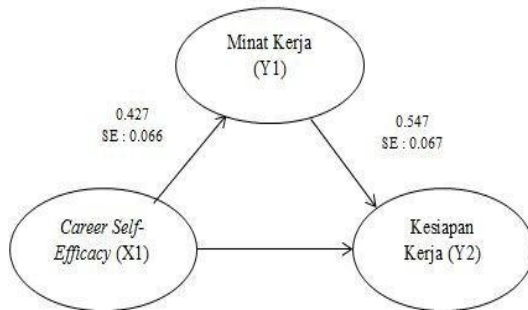 Minat Kerja
(Y1)
0.427
SE : 0.066
0.547
SE : 0.067
Career Self-
Efficacy (X1)
Kesiapan
Kerja (Y2)